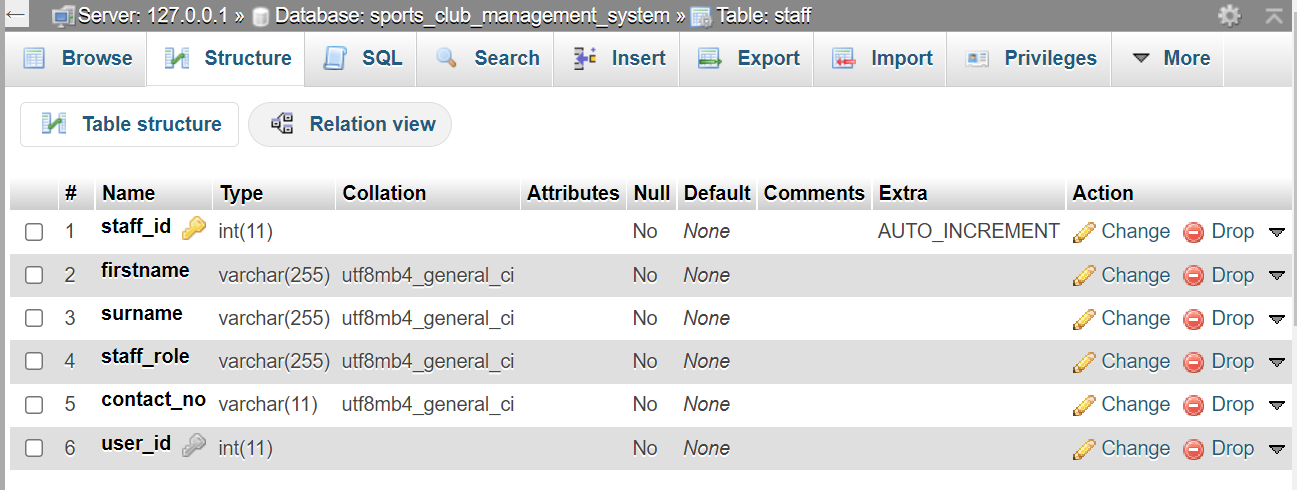 ← Server: 127.0.0.1 » Database: sports_club_management_system » Table: staff
Browse Structure SQL Search Insert Export Import Privileges More
Table structure Relation view
# Name Type Collation Attributes Null Default Comments Extra Action
1 staff_id int(11) No None AUTO_INCREMENT Change Drop
2 firstname varchar(255) utf8mb4_general_ci No None Change Drop
3 surname varchar(255) utf8mb4_general_ci No None Change Drop
4 staff_role varchar(255) utf8mb4_general_ci No None Change Drop
5 contact_no varchar(11) utf8mb4_general_ci No None Change Drop
6 user_id int(11) No None Change Drop